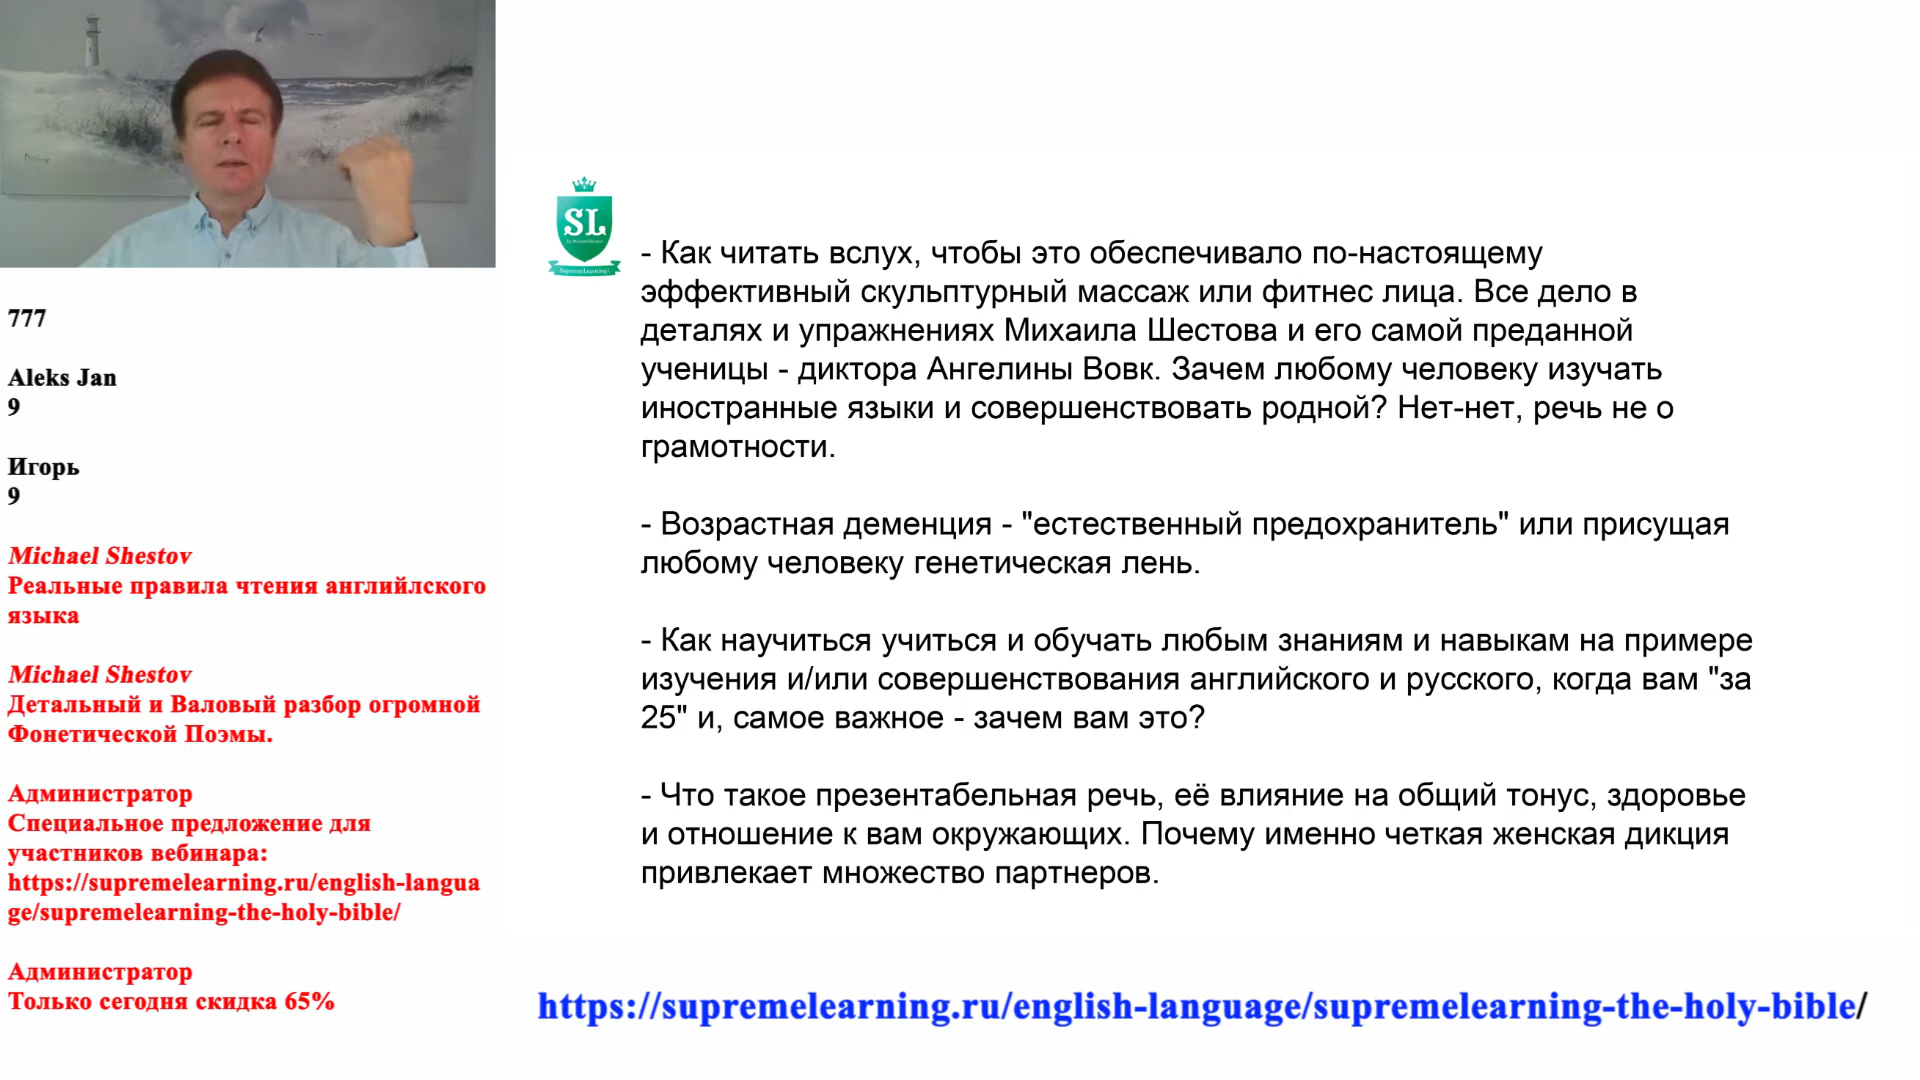 777
Aleks Jan
9
Игорь
9
Michael Shestov
Реальные правила чтения английлского
языка
Michael Shestov
Детальный и Валовый разбор огромной
Фонетической Поэмы.
Администратор
Специальное предложение для
участников вебинара:
https://supremelearning.ru/english-langua
ge/supremelearning-the-holy-bible/
Администратор
Только сегодня скидка 65%
SL
by Michael Shestov
SupremeLearning
- Как читать вслух, чтобы это обеспечивало по-настоящему
эффективный скульптурный массаж или фитнес лица. Все дело в
деталях и упражнениях Михаила Шестова и его самой преданной
ученицы - диктора Ангелины Вовк. Зачем любому человеку изучать
иностранные языки и совершенствовать родной? Нет-нет, речь не о
грамотности.
- Возрастная деменция - "естественный предохранитель" или присущая
любому человеку генетическая лень.
- Как научиться учиться и обучать любым знаниям и навыкам на примере
изучения и/или совершенствования английского и русского, когда вам "за
25" и, самое важное - зачем вам это?
- Что такое презентабельная речь, её влияние на общий тонус, здоровье
и отношение к вам окружающих. Почему именно четкая женская дикция
привлекает множество партнеров.
https://supremelearning.ru/english-language/supremelearning-the-holy-bible/